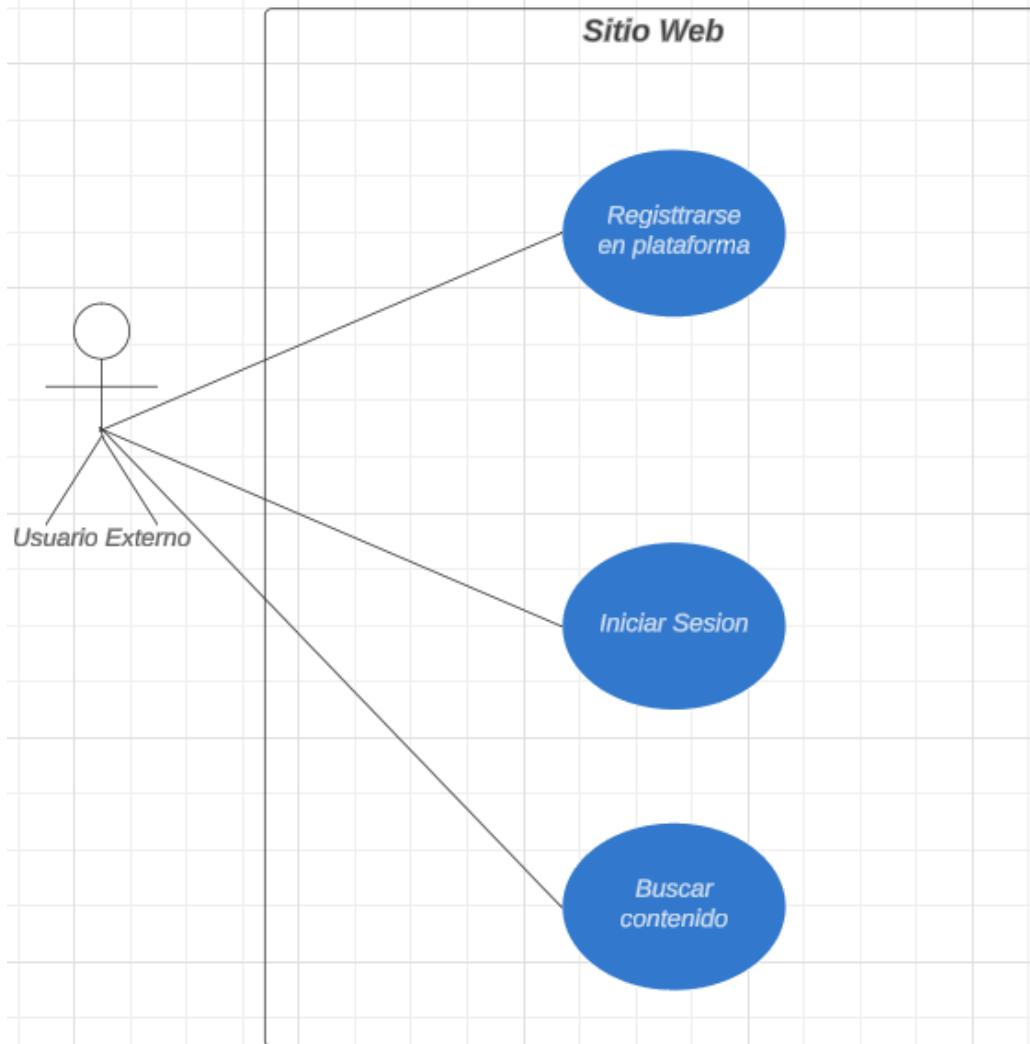 Sitio Web
Registtrarse
en plataforma
Usuario Externo
Iniciar Sesion
Buscar
contenido